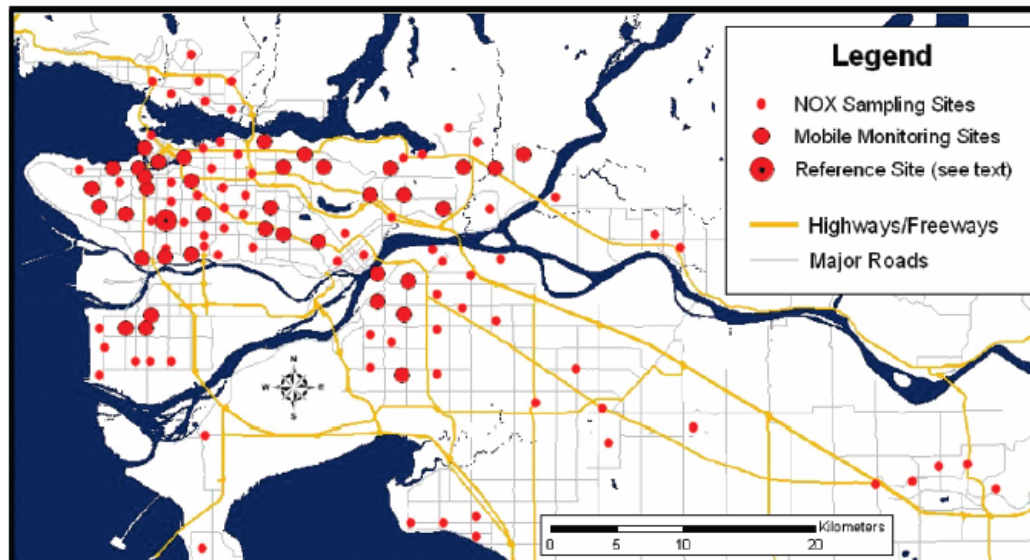 Legend
NOX Sampling Sites
Mobile Monitoring Sites
Reference Site (see text)
Highways/Freeways
Major Roads
N
W E
S
Kilometers
0 5 10 20